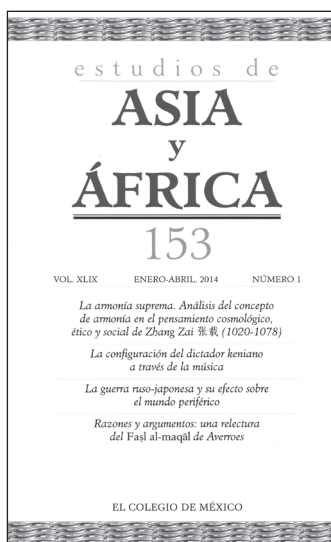 estudios de
ASIA
y
ÁFRICA
153
VOL. XLIX ENERO-ABRIL, 2014 NÚMERO 1
La armonía suprema. Análisis del concepto
de armonía en el pensamiento cosmológico,
ético y social de Zhang Zai 张载 (1020-1078)
La configuración del dictador keniano
a través de la música
La guerra ruso-japonesa y su efecto sobre
el mundo periférico
Razones y argumentos: una relectura
del Faṣl al-maqāl de Averroes
EL COLEGIO DE MÉXICO